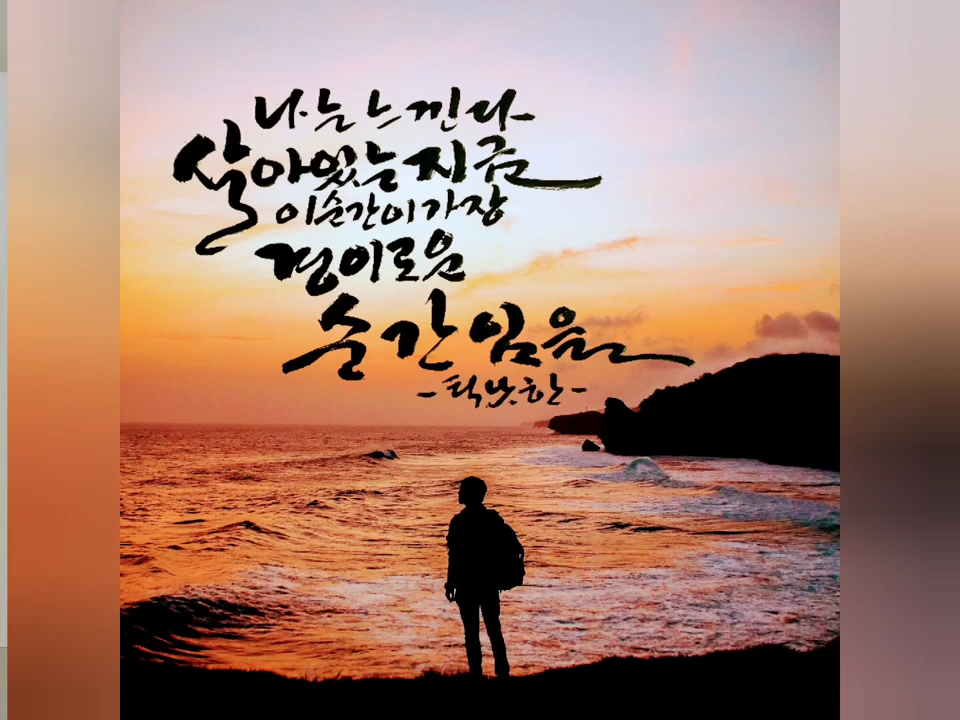 나는 느낀다
살아있는 지금
이 순간이 가장
경이로운
순간임을
-틱낫한-